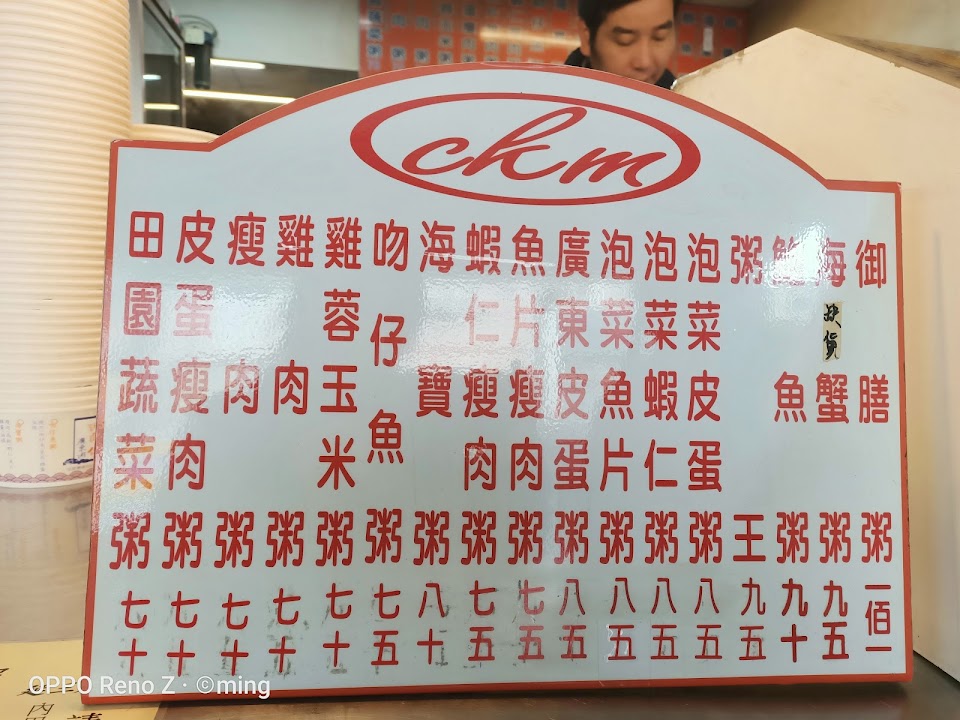 ckm
御膳粥 一佰一
海蟹粥 九五
缺貨
鮑魚粥 九十
粥王 九五
泡菜皮蛋粥 八五
泡菜蝦仁粥 八五
泡菜魚片粥 八五
廣東皮蛋粥 八五
魚片瘦肉粥 七五
蝦仁瘦肉粥 七五
海寶粥 八十
吻仔魚粥 七五
雞蓉玉米粥 七十
雞肉粥 七十
瘦肉粥 七十
皮蛋瘦肉粥 七十
田園蔬菜粥 七十
OPPO Reno Z · ©ming